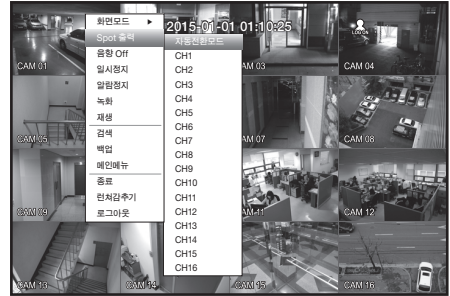 2015-01-01 01:10:25
LOG ON
화면모드 ▶
Spot 출력
음향 Off
일시정지
알람정지
녹화
재생
검색
백업
메인메뉴
종료
런쳐감추기
로그아웃
자동전환모드
CH1
CH2
CH3
CH4
CH5
CH6
CH7
CH8
CH9
CH10
CH11
CH12
CH13
CH14
CH15
CH16
CAM 01
CAM 03
CAM 04
CAM 05
CAM 07
CAM 08
CAM 09
CAM 11
CAM 12
CAM 13
CAM 14
CAM 15
CAM 16